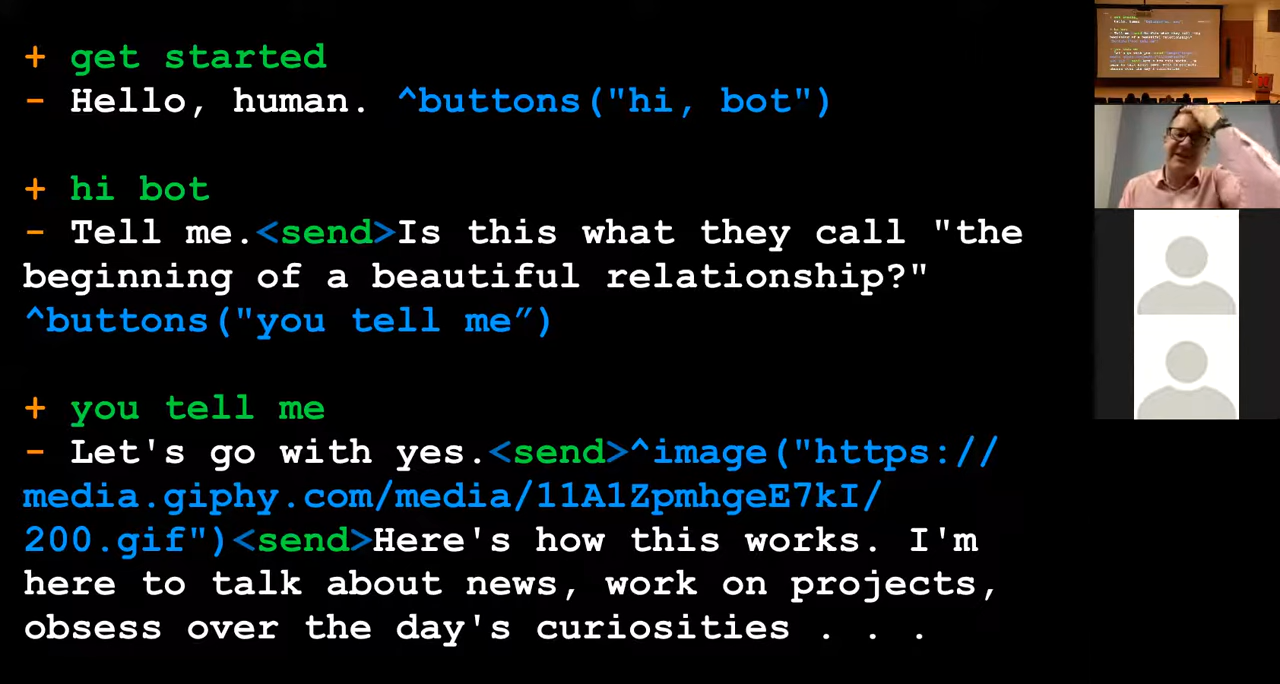 + get started
- Hello, human. ^buttons("hi, bot")
+ hi bot
- Tell me.<send>Is this what they call "the
beginning of a beautiful relationship?"
^buttons("you tell me”)
+ you tell me
- Let's go with yes.<send>^image("https://
media.giphy.com/media/11A1ZpmhgeE7kI/
200.gif")<send>Here's how this works. I'm
here to talk about news, work on projects,
obsess over the day's curiosities . . .